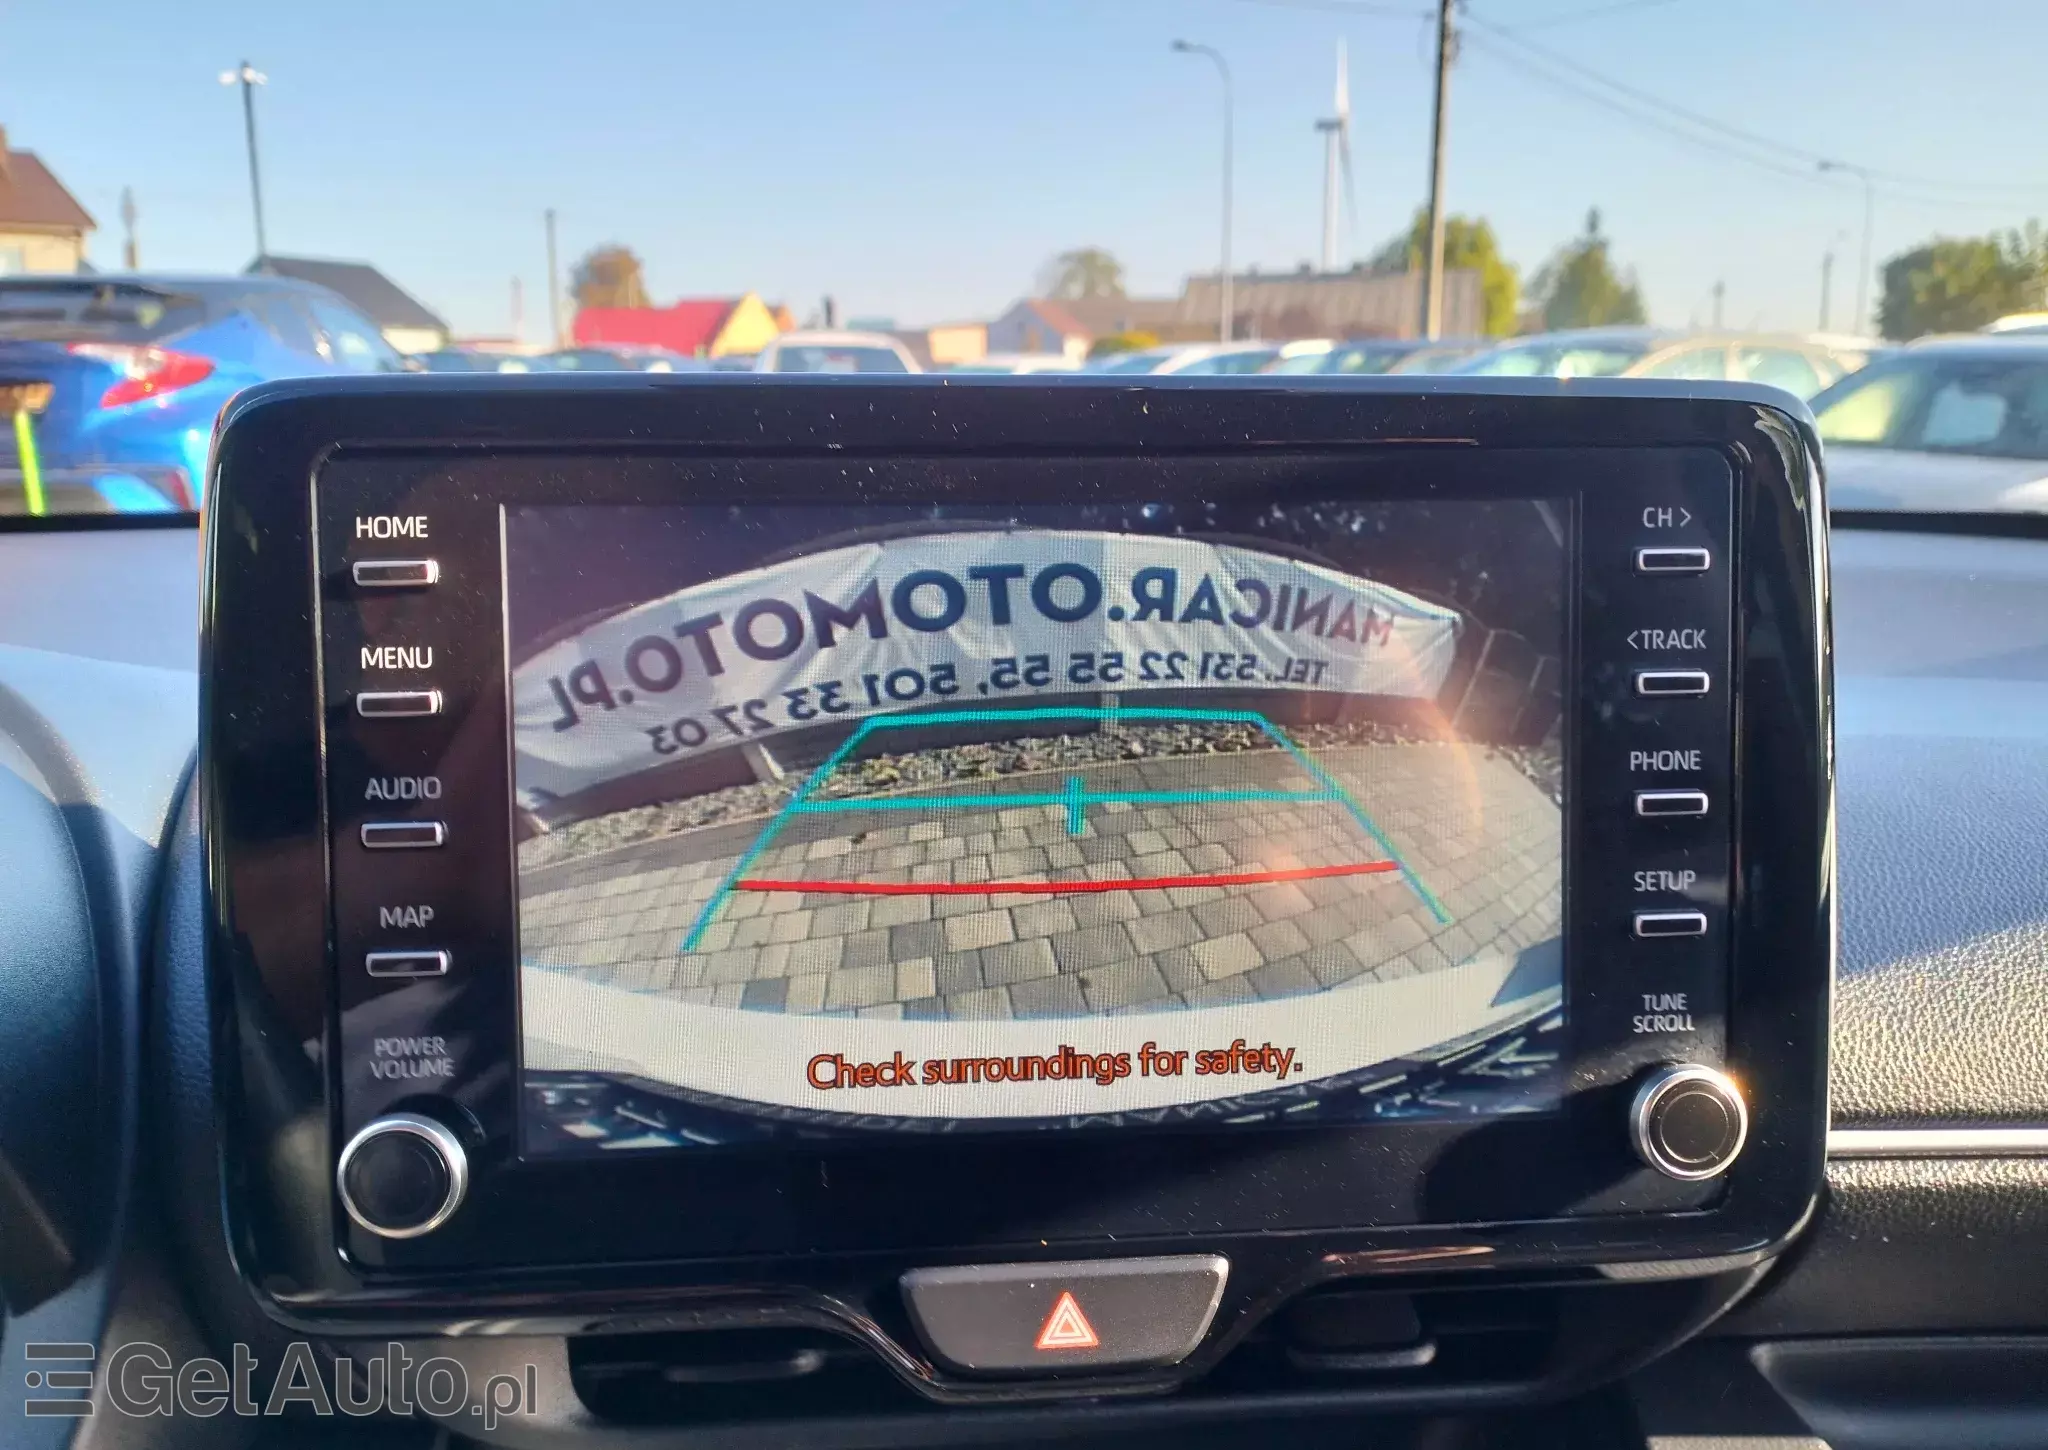 HOME
MENU
AUDIO
MAP
POWER
VOLUME
MANICAR.OTOMOTO.PL
TEL. 531 22 55 55, 501 33 27 03
Check surroundings for safety.
CH >
<TRACK
PHONE
SETUP
TUNE
SCROLL
GetAuto.pl